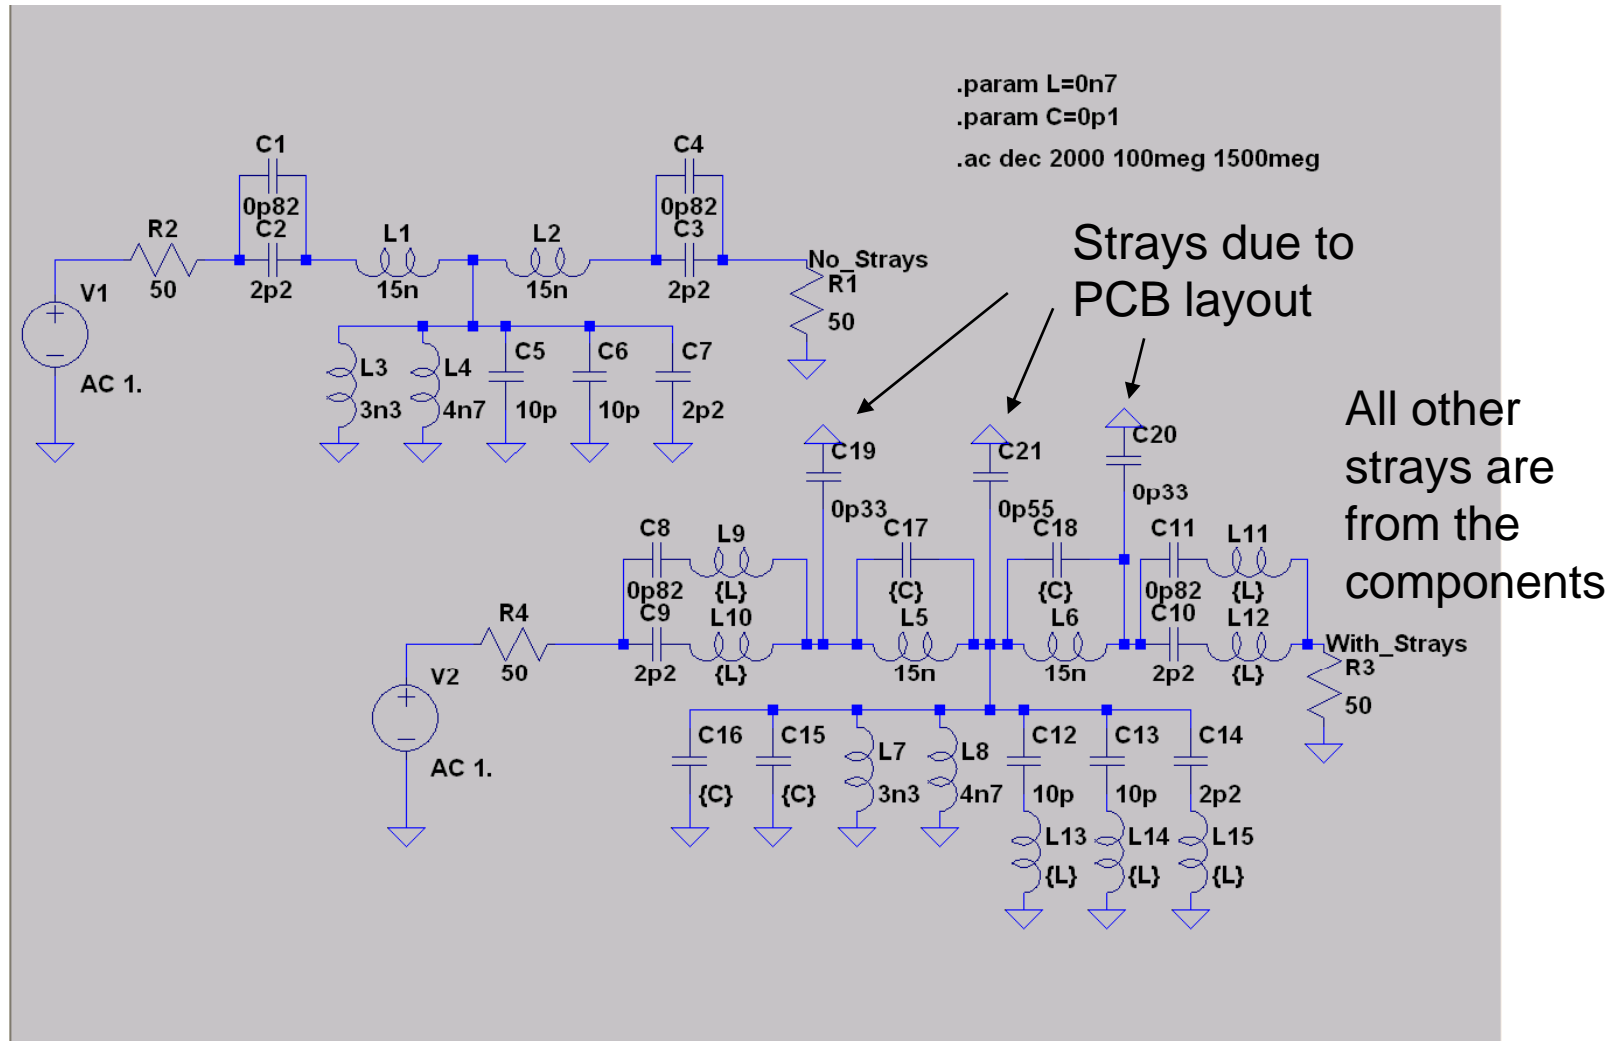 .param L=0n7
.param C=0p1
.ac dec 2000 100meg 1500meg
C1
0p82
C2
2p2
C4
0p82
C3
2p2
R2
50
L1
15n
L2
15n
No_Strays
R1
50
V1
AC 1.
L3
3n3
L4
4n7
C5
10p
C6
10p
C7
2p2
Strays due to
PCB layout
All other
strays are
from the
components
C19
0p33
C21
0p55
C20
0p33
C8
0p82
L9
{L}
C9
2p2
L10
{L}
C17
{C}
L5
15n
C18
{C}
L6
15n
C11
0p82
L11
{L}
C10
2p2
L12
{L}
With_Strays
R3
50
R4
50
V2
AC 1.
C16
{C}
C15
{C}
L7
3n3
L8
4n7
C12
10p
C13
10p
C14
2p2
L13
{L}
L14
{L}
L15
{L}